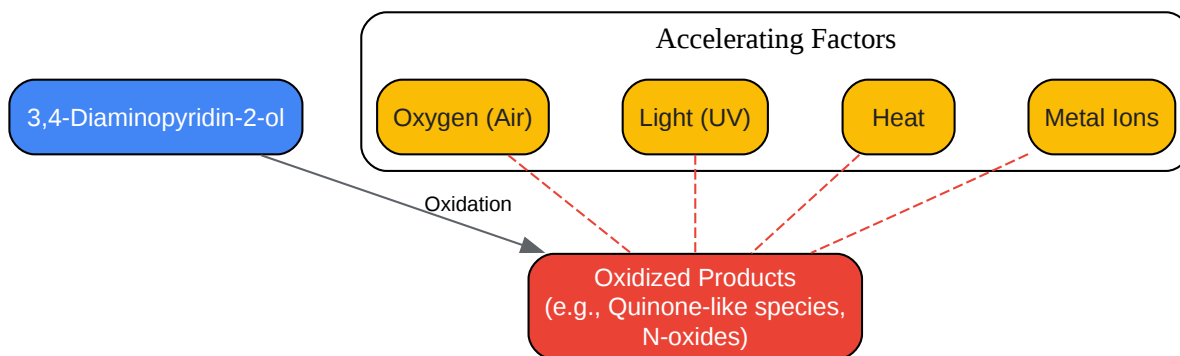 Accelerating Factors
3,4-Diaminopyridin-2-ol
Oxygen (Air)
Light (UV)
Heat
Metal Ions
Oxidation
Oxidized Products
(e.g., Quinone-like species,
N-oxides)